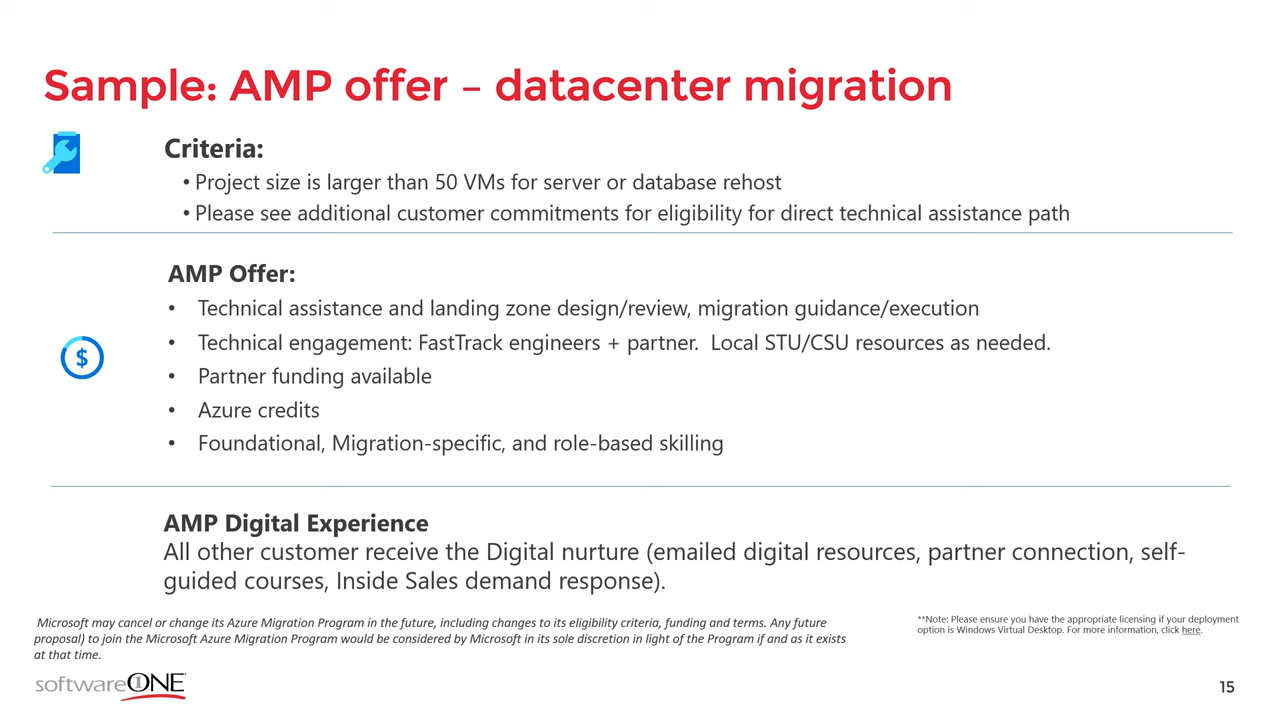 Sample: AMP offer – datacenter migration
Criteria:
• Project size is larger than 50 VMs for server or database rehost
• Please see additional customer commitments for eligibility for direct technical assistance path
AMP Offer:
• Technical assistance and landing zone design/review, migration guidance/execution
• Technical engagement: FastTrack engineers + partner. Local STU/CSU resources as needed.
$
• Partner funding available
• Azure credits
• Foundational, Migration-specific, and role-based skilling
AMP Digital Experience
All other customer receive the Digital nurture (emailed digital resources, partner connection, self-
guided courses, Inside Sales demand response).
Microsoft may cancel or change its Azure Migration Program in the future, including changes to its eligibility criteria, funding and terms. Any future
proposal) to join the Microsoft Azure Migration Program would be considered by Microsoft in its sole discretion in light of the Program if and as it exists
at that time.
**Note: Please ensure you have the appropriate licensing if your deployment
option is Windows Virtual Desktop. For more information, click here.
softwareONE
15